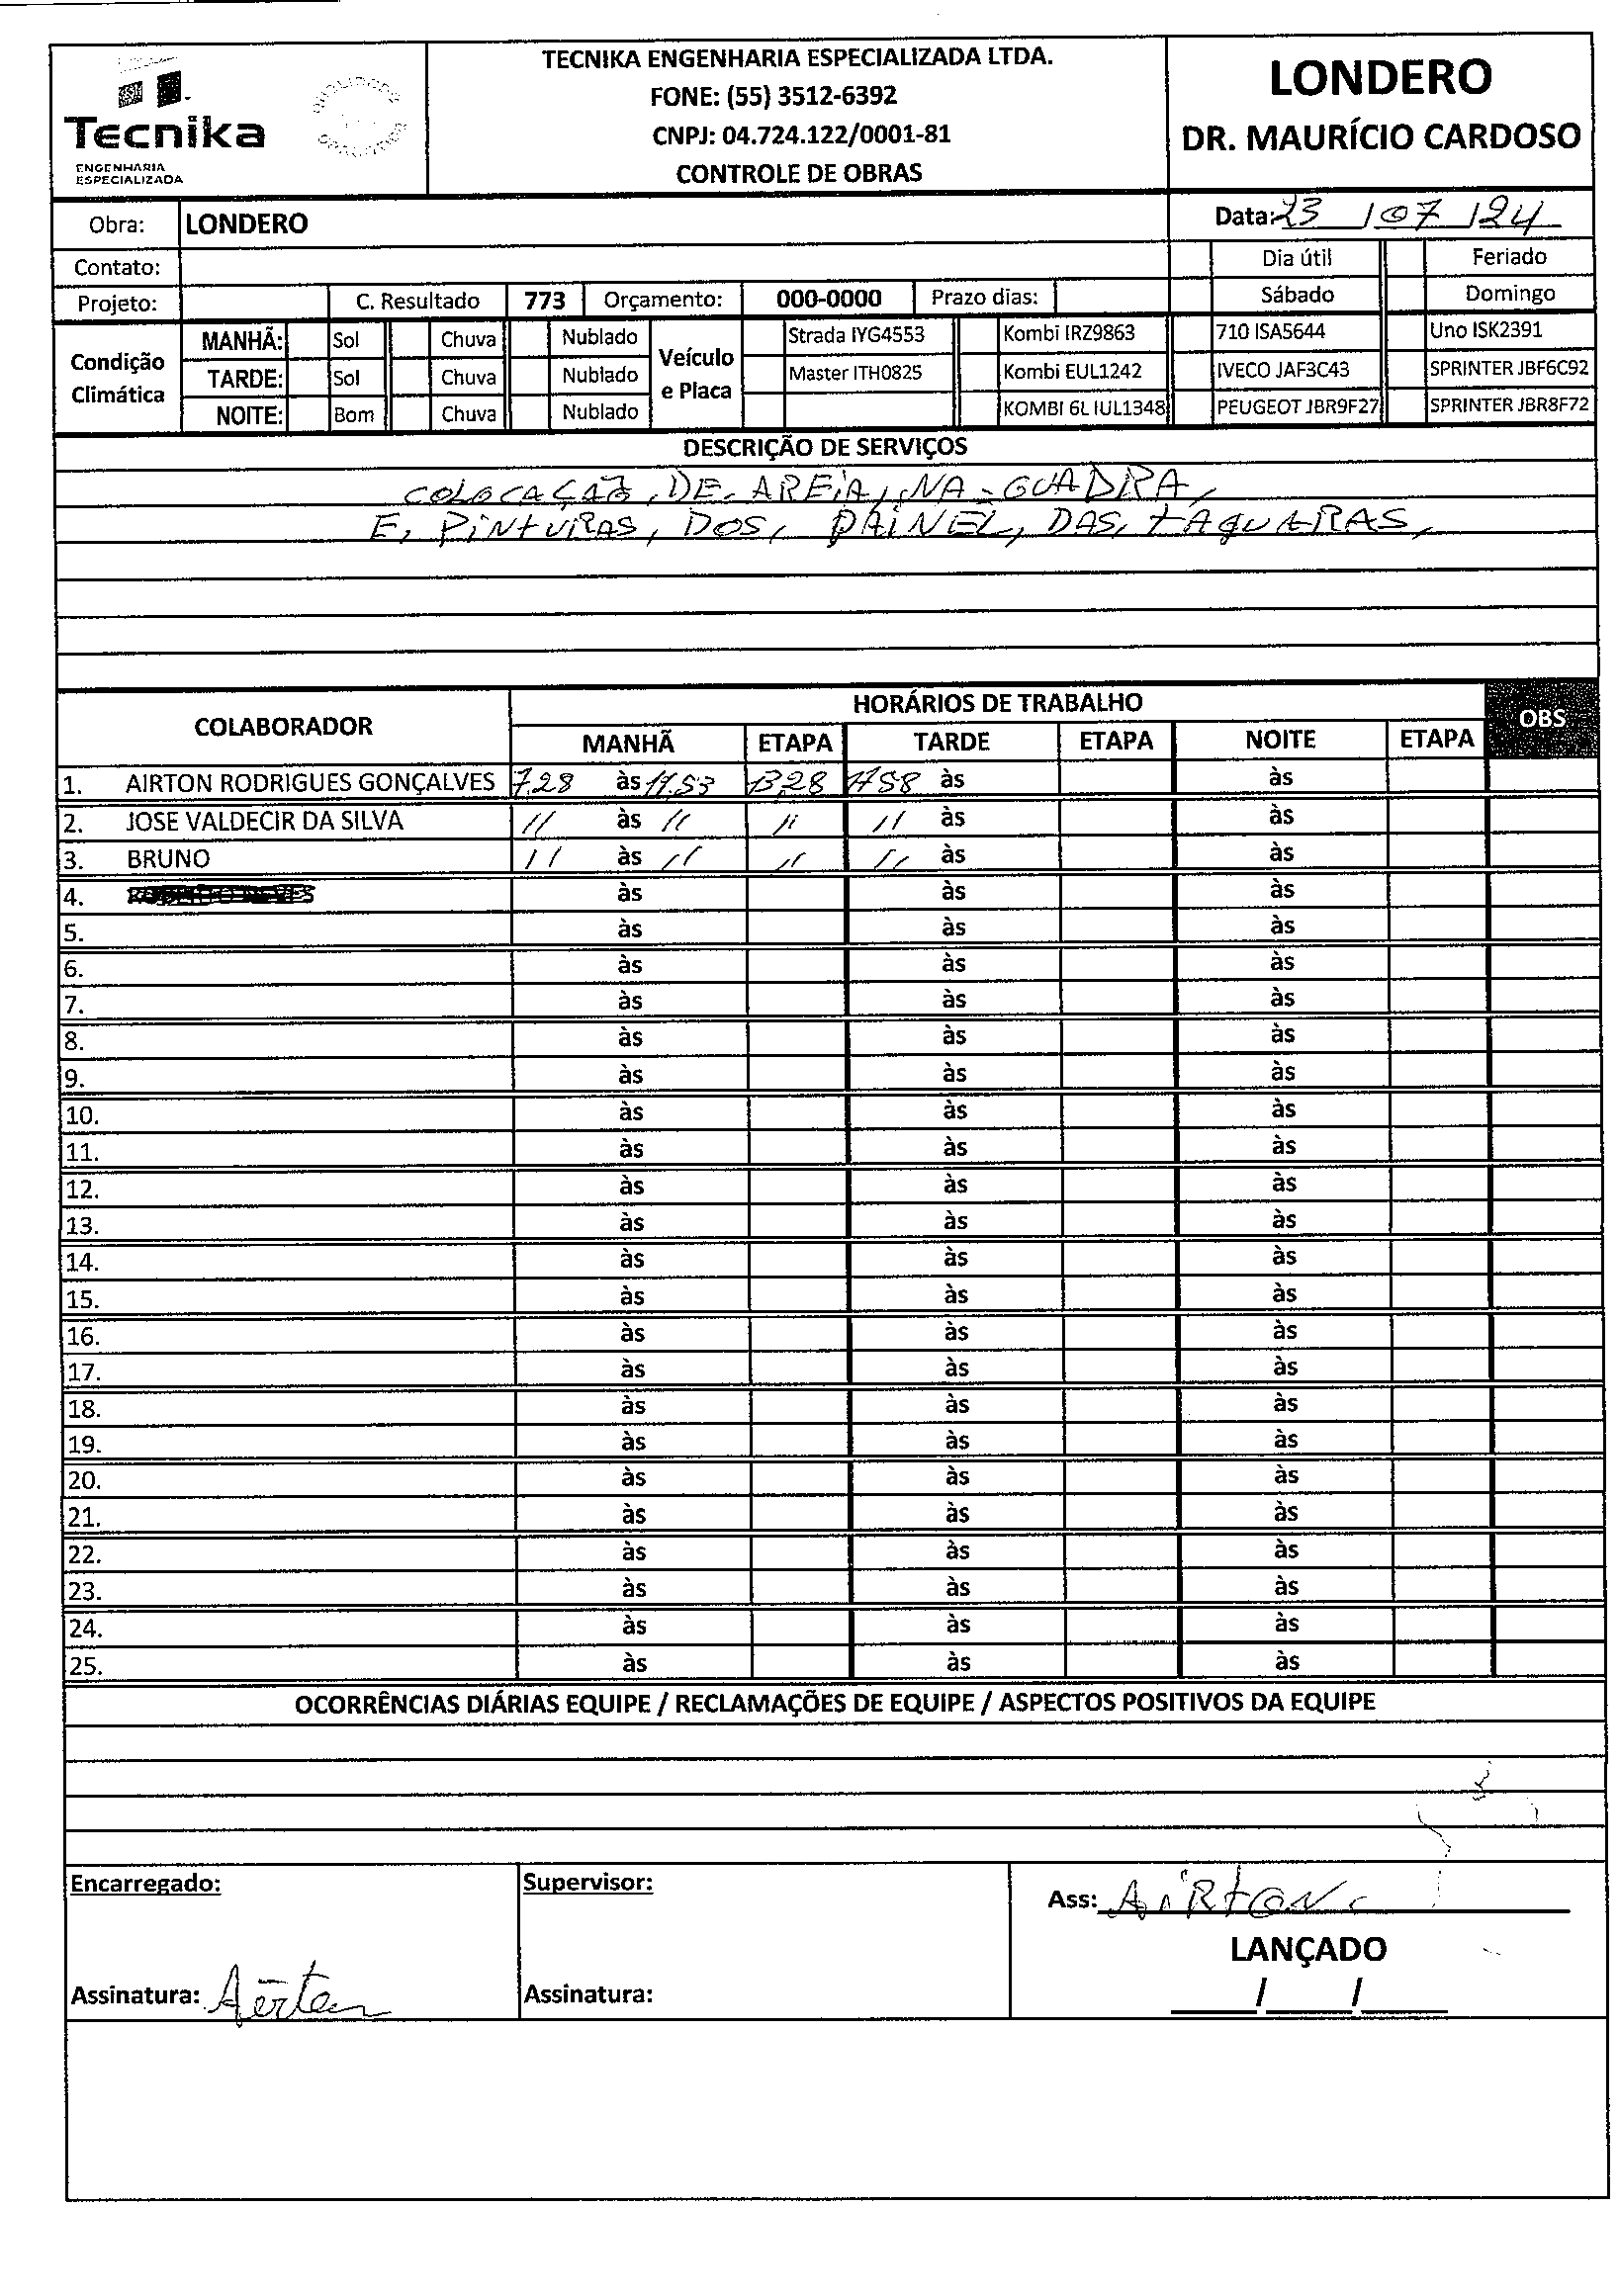 TECNIKA ENGENHARIA ESPECIALIZADA LTDA.
FONE: (55) 3512-6392
CNPJ: 04.724.122/0001-81
CONTROLE DE OBRAS
Tecnika
ENGENHARIA
ESPECIALIZADA
LONDERO
DR. MAURÍCIO CARDOSO
Obra: LONDERO
Data: 23 / 07 / 24
Contato:
Dia útil Feriado
Projeto: C. Resultado 773 Orçamento: 000-0000 Prazo dias: Sábado Domingo
Condição Climática
Veículo e Placa
MANHÃ: Sol Chuva Nublado Strada IYG4553 Kombi IRZ9863 710 ISA5644 Uno ISK2391
TARDE: Sol Chuva Nublado Master ITH0825 Kombi EUL1242 IVECO JAF3C43 SPRINTER JBF6C92
NOITE: Bom Chuva Nublado KOMBI 6L IUL1348 PEUGEOT JBR9F27 SPRINTER JBR8F72
DESCRIÇÃO DE SERVIÇOS
COLOCAÇAÕ, DE, AREiA, NA - GUADRA,
E, PiNtURAS, DOS, PAiNEL, DAS, tAqUERAS,
COLABORADOR HORÁRIOS DE TRABALHO OBS
MANHÃ ETAPA TARDE ETAPA NOITE ETAPA
1. AIRTON RODRIGUES GONÇALVES 7.28 às 11.53 13.28 1758 às às
2. JOSE VALDECIR DA SILVA // às // // // às às
3. BRUNO // às // // // às às
4. às às às
5. às às às
6. às às às
7. às às às
8. às às às
9. às às às
10. às às às
11. às às às
12. às às às
13. às às às
14. às às às
15. às às às
16. às às às
17. às às às
18. às às às
19. às às às
20. às às às
21. às às às
22. às às às
23. às às às
24. às às às
25. às às às
OCORRÊNCIAS DIÁRIAS EQUIPE / RECLAMAÇÕES DE EQUIPE / ASPECTOS POSITIVOS DA EQUIPE
Encarregado: Supervisor: Ass: AiRtON
LANÇADO
Assinatura: Airton Assinatura: / /